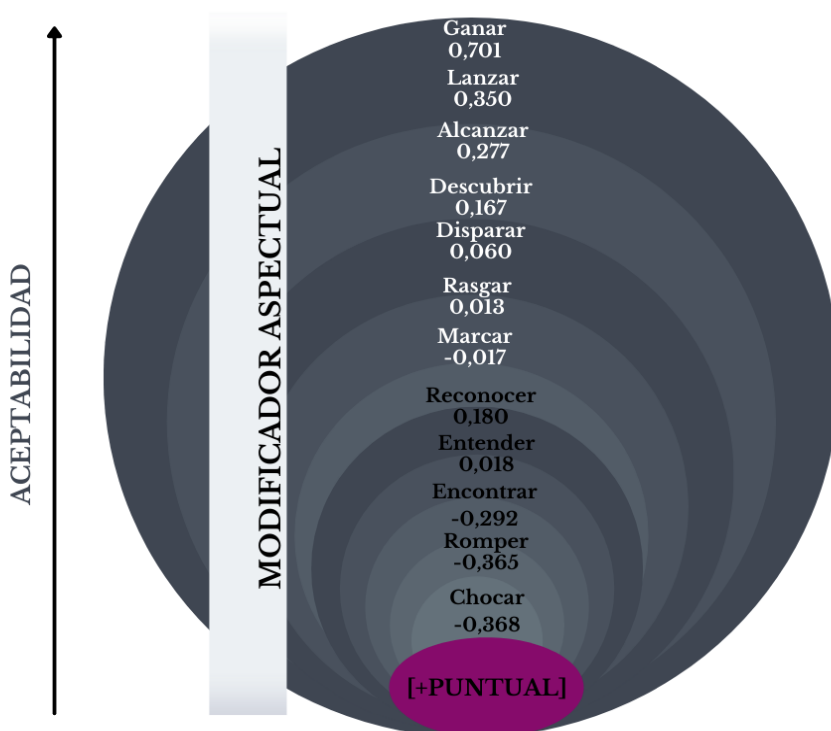 ACEPTABILIDAD
MODIFICADOR ASPECTUAL
Ganar
0,701
Lanzar
0,350
Alcanzar
0,277
Descubrir
0,167
Disparar
0,060
Rasgar
0,013
Marcar
-0,017
Reconocer
0,180
Entender
0,018
Encontrar
-0,292
Romper
-0,365
Chocar
-0,368
[+PUNTUAL]